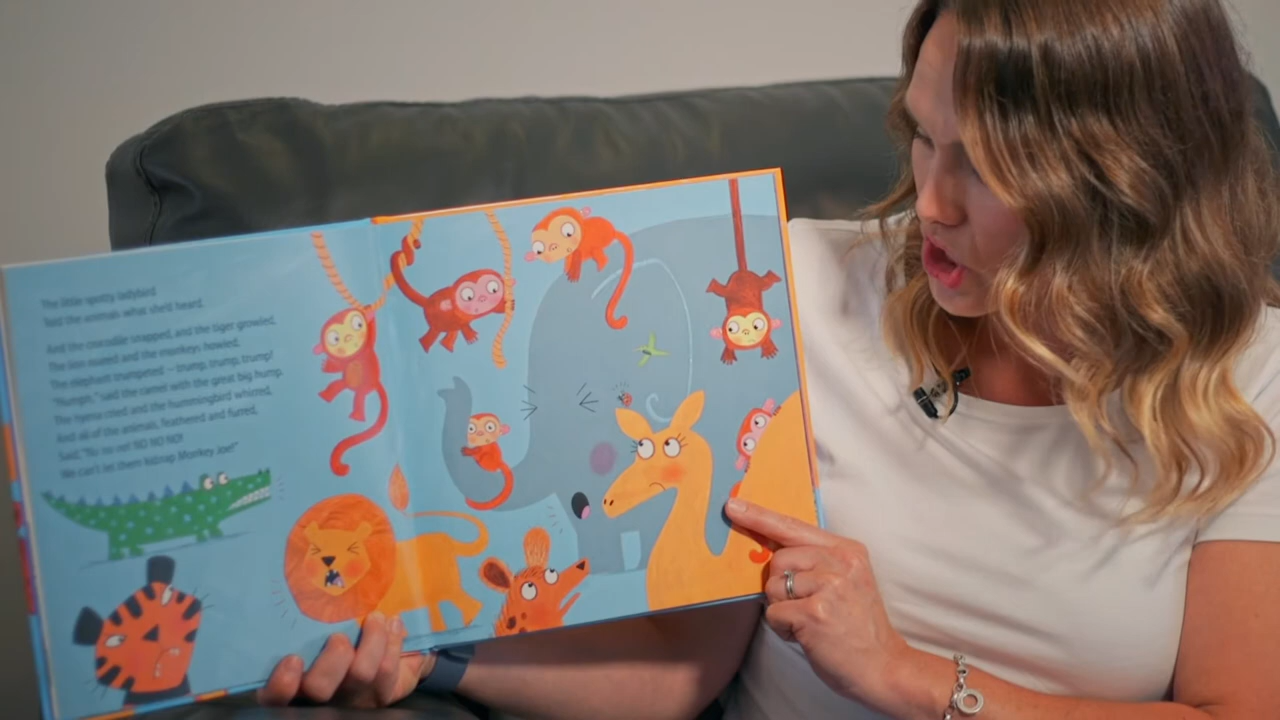 The little spotty ladybird
Told the animals what she'd heard.
And the crocodile snapped, and the tiger growled,
The lion roared and the monkeys howled.
The elephant trumpeted – trump, trump, trump!
"Humph," said the camel with the great big hump.
The hyena cried and the hummingbird whirred,
And all of the animals, feathered and furred,
Said, "No no no! NO NO NO!
We can't let them kidnap Monkey Joe!"